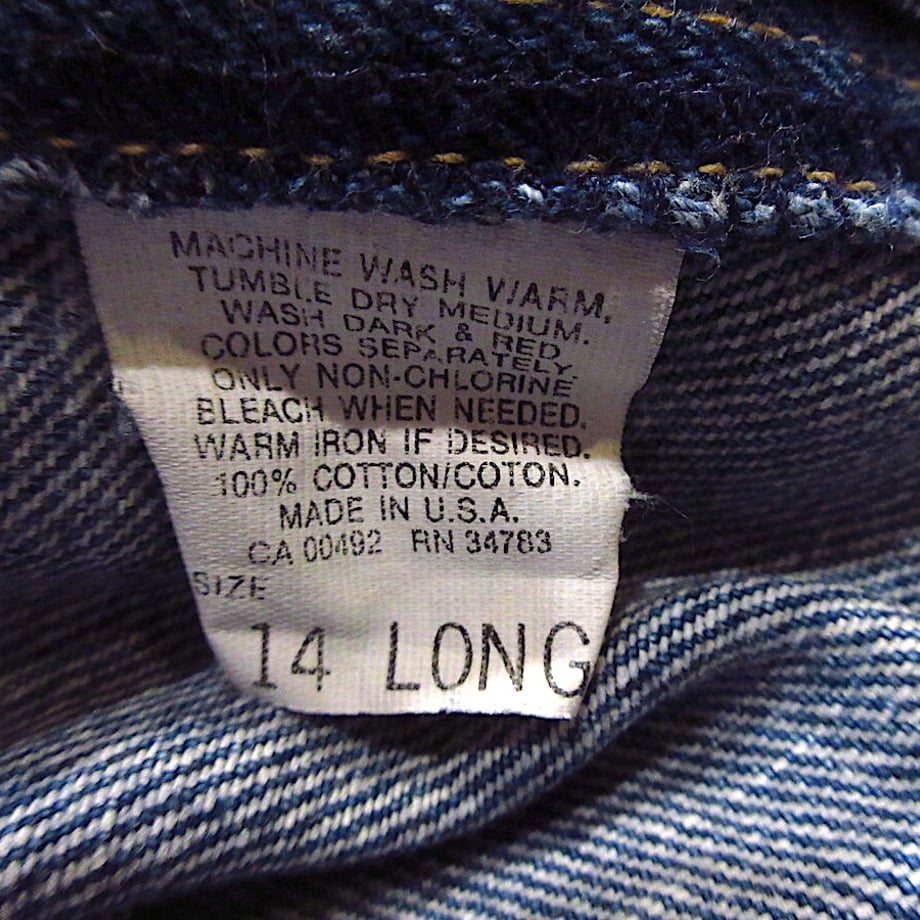 MACHINE WASH WARM.
TUMBLE DRY MEDIUM.
WASH DARK & RED
COLORS SEPARATELY.
ONLY NON-CHLORINE
BLEACH WHEN NEEDED.
WARM IRON IF DESIRED.
100% COTTON/COTON.
MADE IN U.S.A.
CA 00492 RN 34783
SIZE
14 LONG